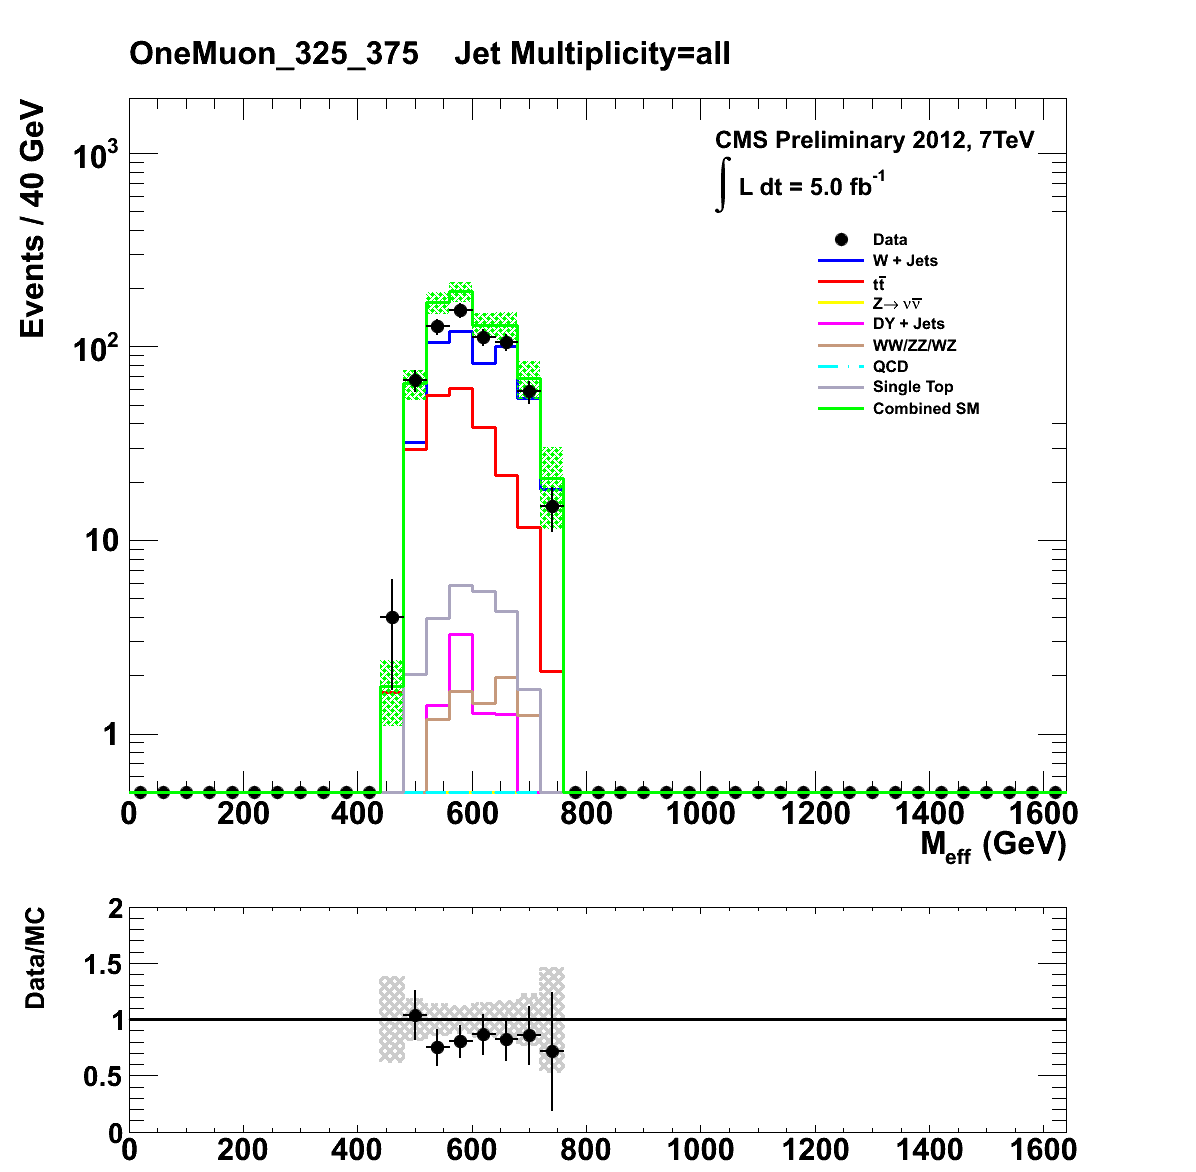 OneMuon_325_375 Jet Multiplicity=all
Events / 40 GeV
10³
10²
10
1
CMS Preliminary 2012, 7TeV
∫ L dt = 5.0 fb⁻¹
Data
W + Jets
tt̅
Z→ νν̅
DY + Jets
WW/ZZ/WZ
QCD
Single Top
Combined SM
0 200 400 600 800 1000 1200 1400 1600
M_eff (GeV)
Data/MC
2
1.5
1
0.5
0
0 200 400 600 800 1000 1200 1400 1600